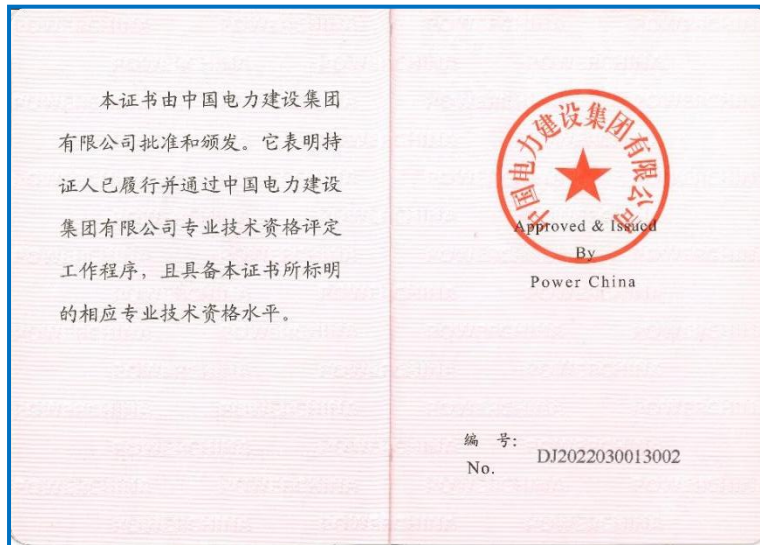 本证书由中国电力建设集团
有限公司批准和颁发。它表明持
证人已履行并通过中国电力建设
集团有限公司专业技术资格评定
工作程序，且具备本证书所标明
的相应专业技术资格水平。
中国电力建设集团有限公司
Approved & Issued
By
Power China
编 号:
No.
DJ2022030013002